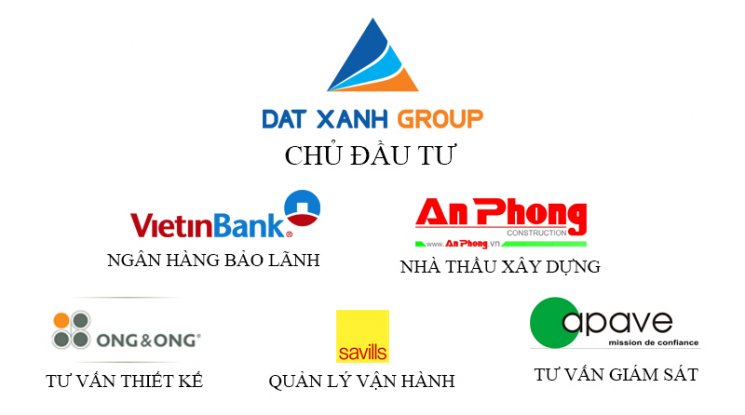 DAT XANH GROUP
CHỦ ĐẦU TƯ
VietinBank®
NGÂN HÀNG BẢO LÃNH
An Phong
CONSTRUCTION
www.An Phong.vn
NHÀ THẦU XÂY DỰNG
ONG&ONG®
TƯ VẤN THIẾT KẾ
savills
QUẢN LÝ VẬN HÀNH
apave
mission de confiance
TƯ VẤN GIÁM SÁT